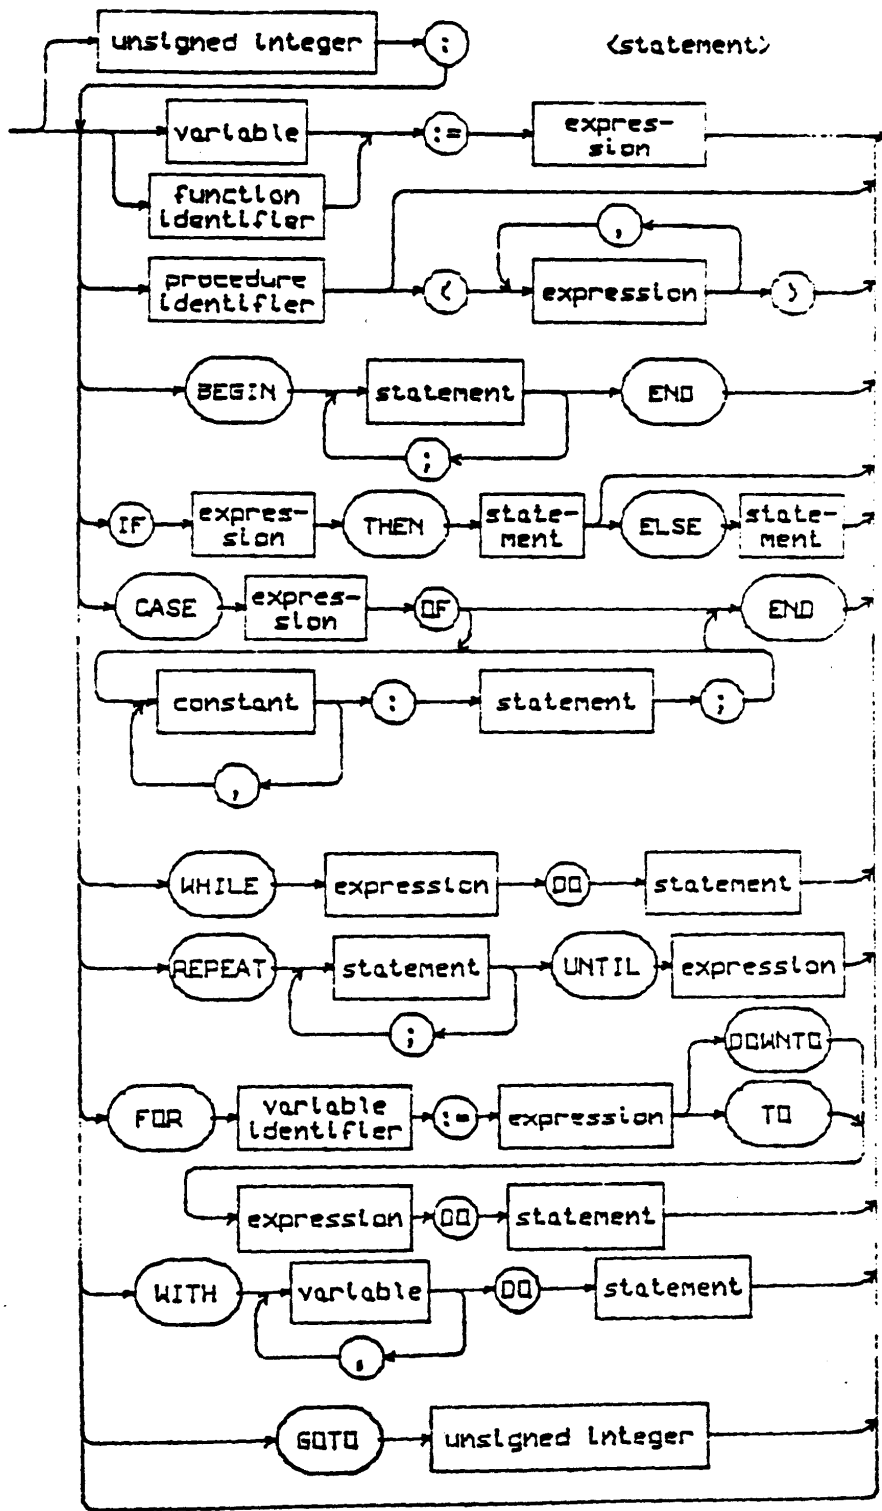 unsigned integer : <statement>
variable := expres-
sion
function
identifier
,
procedure
identifier ( expression )
BEGIN statement END
;
IF expres-
sion THEN state-
ment ELSE state-
ment
CASE expres-
sion OF END
constant : statement ;
,
WHILE expression DO statement
REPEAT statement UNTIL expression
;
DOWNTO
FOR variable
identifier := expression TO
expression DO statement
WITH variable DO statement
,
GOTO unsigned integer